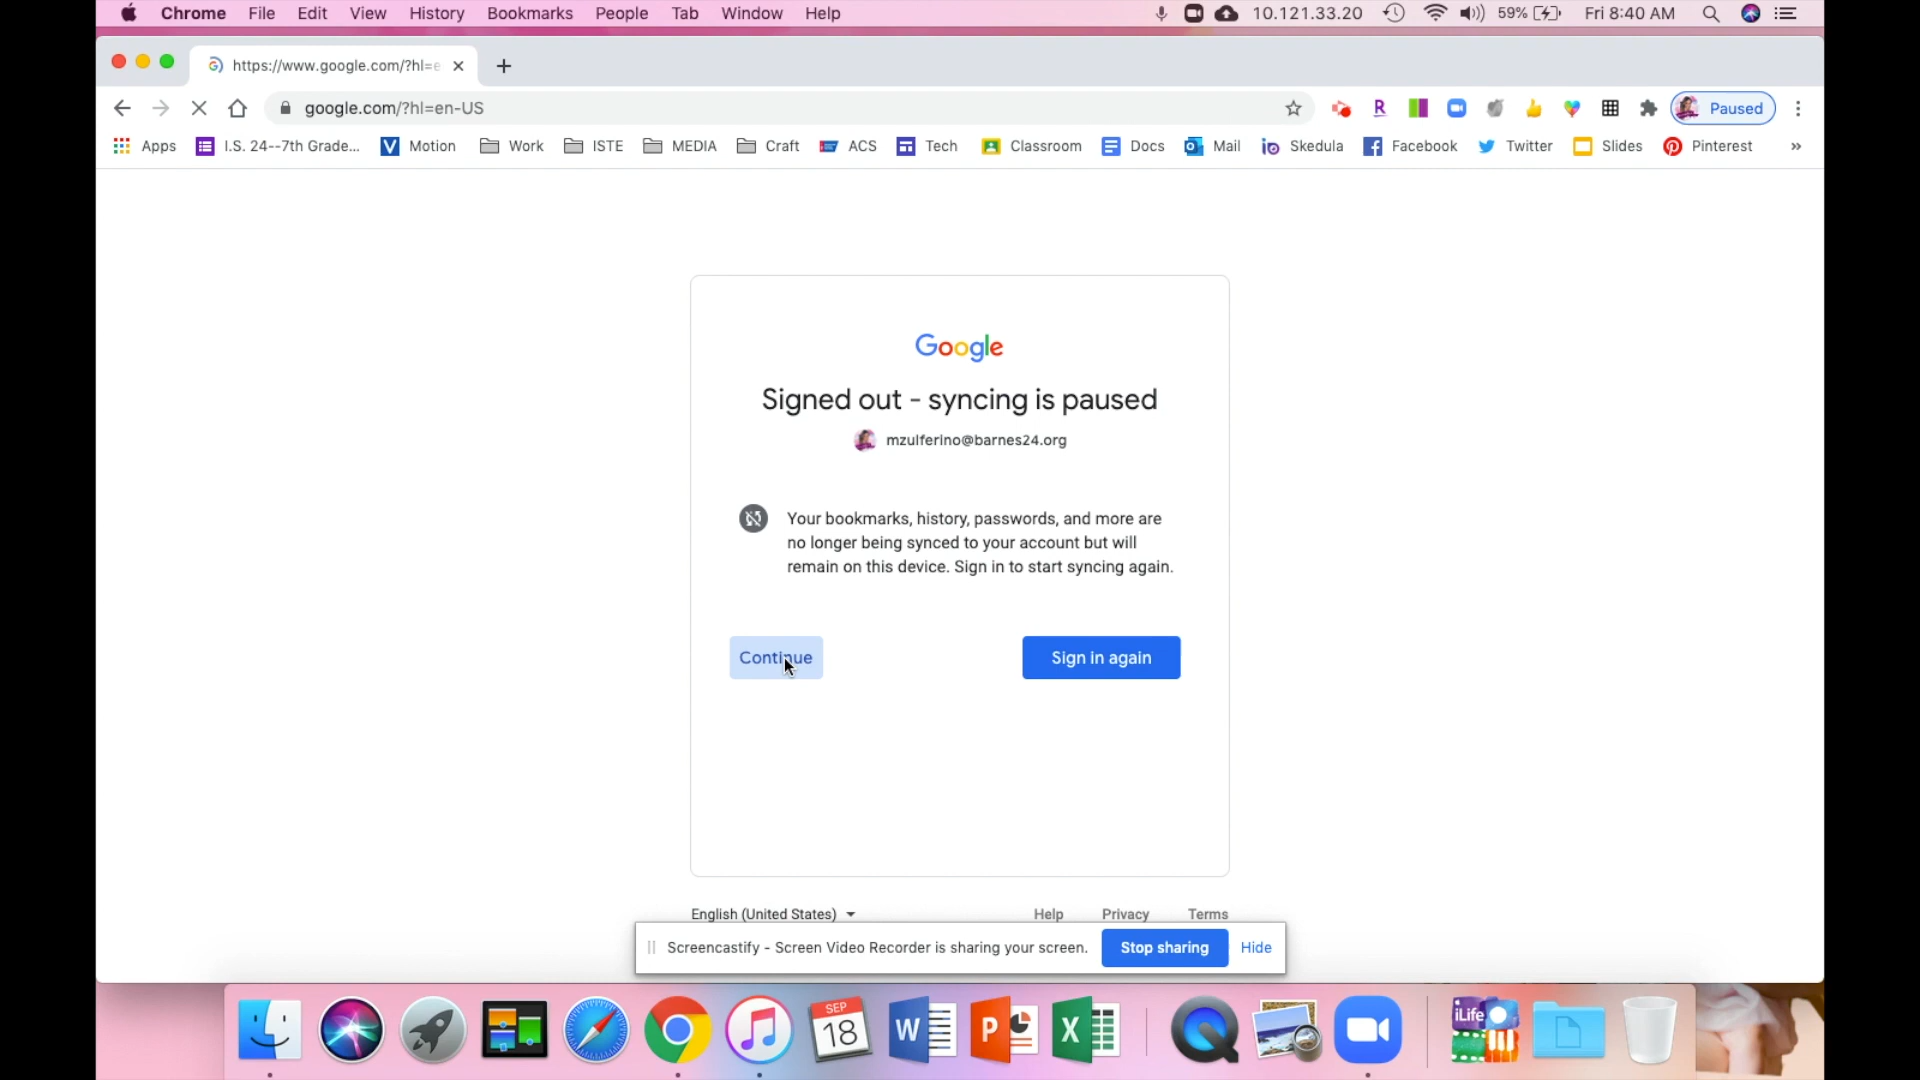 Chrome File Edit View History Bookmarks People Tab Window Help 10.121.33.20 59% Fri 8:40 AM
https://www.google.com/?hl=e
google.com/?hl=en-US R Paused
Apps I.S. 24--7th Grade... V Motion Work ISTE MEDIA Craft ACS Tech Classroom Docs Mail Skedula Facebook Twitter Slides Pinterest »
Google
Signed out - syncing is paused
mzulferino@barnes24.org
Your bookmarks, history, passwords, and more are
no longer being synced to your account but will
remain on this device. Sign in to start syncing again.
Continue Sign in again
English (United States) Help Privacy Terms
Screencastify - Screen Video Recorder is sharing your screen. Stop sharing Hide
SEP
18
W P X iLife